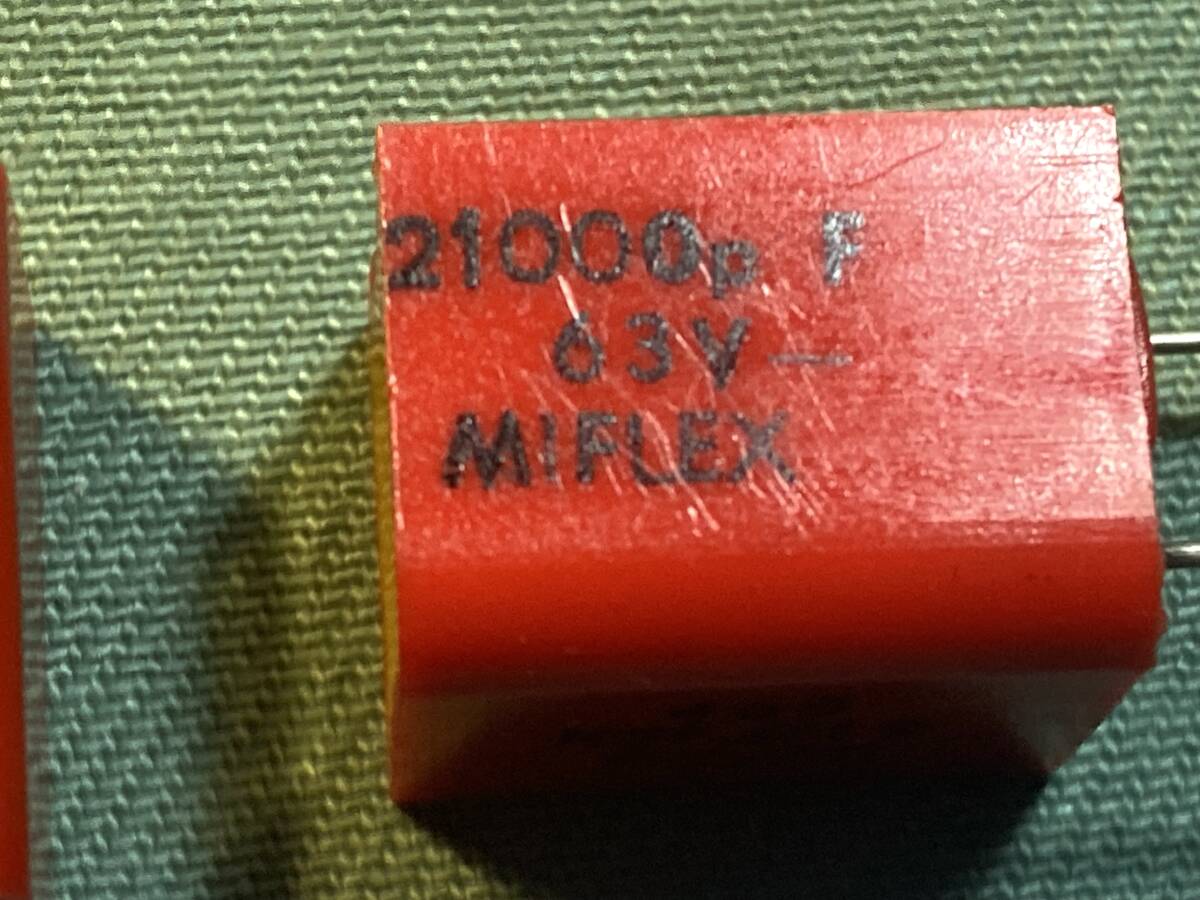 21000p F
63V—
MIFLEX